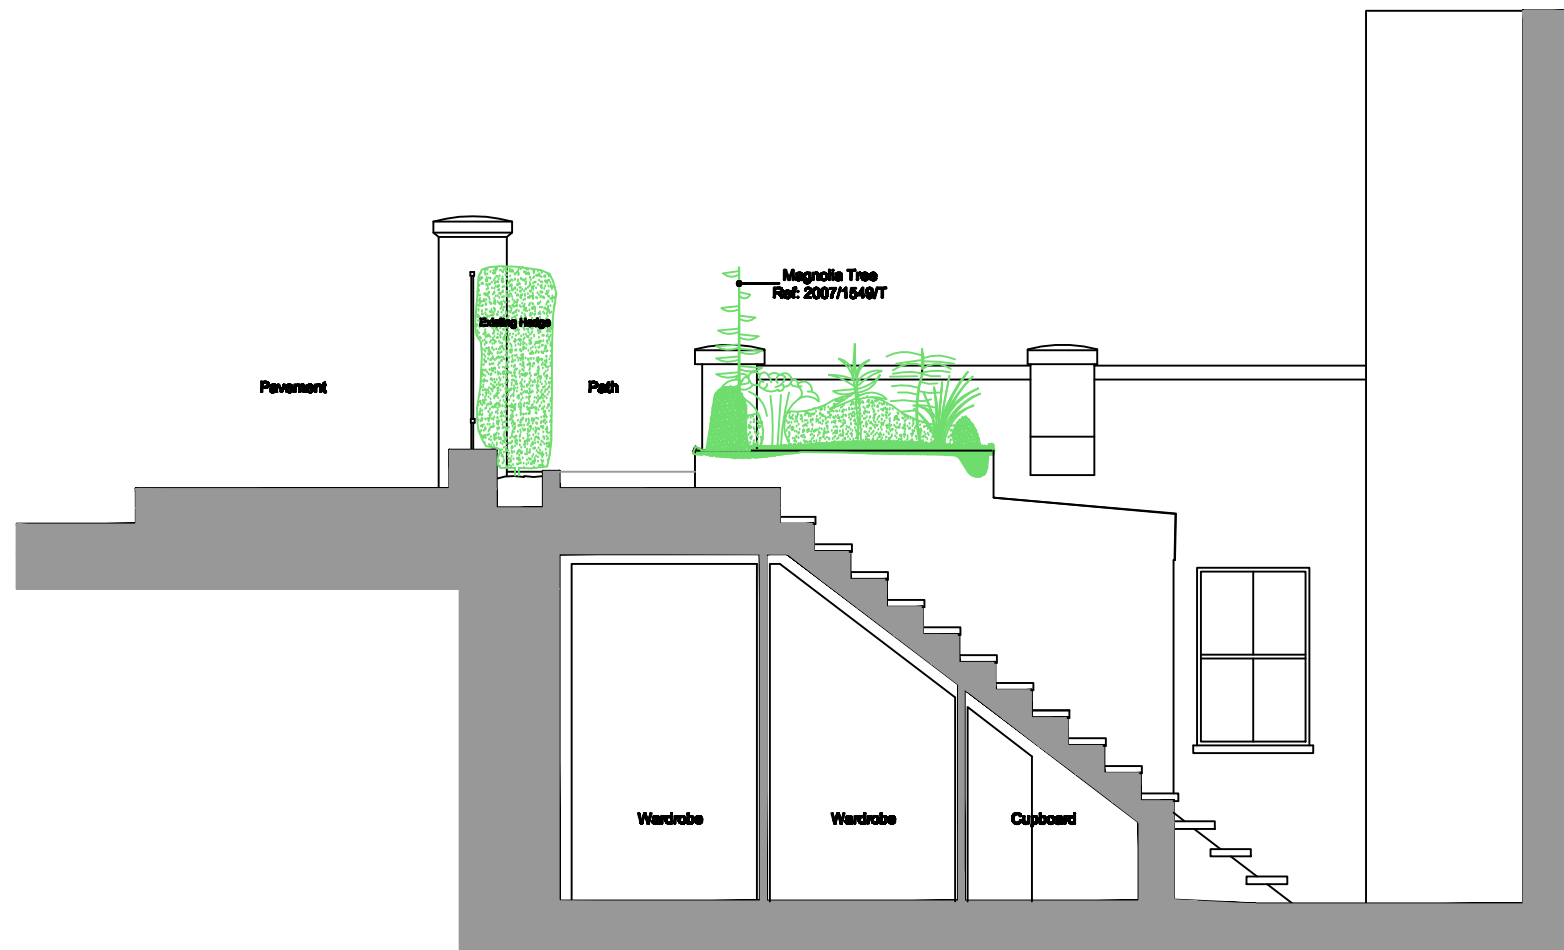 Magnolia Tree
Ref: 2007/1549/T
Existing Hedge
Pavement
Path
Wardrobe
Wardrobe
Cupboard